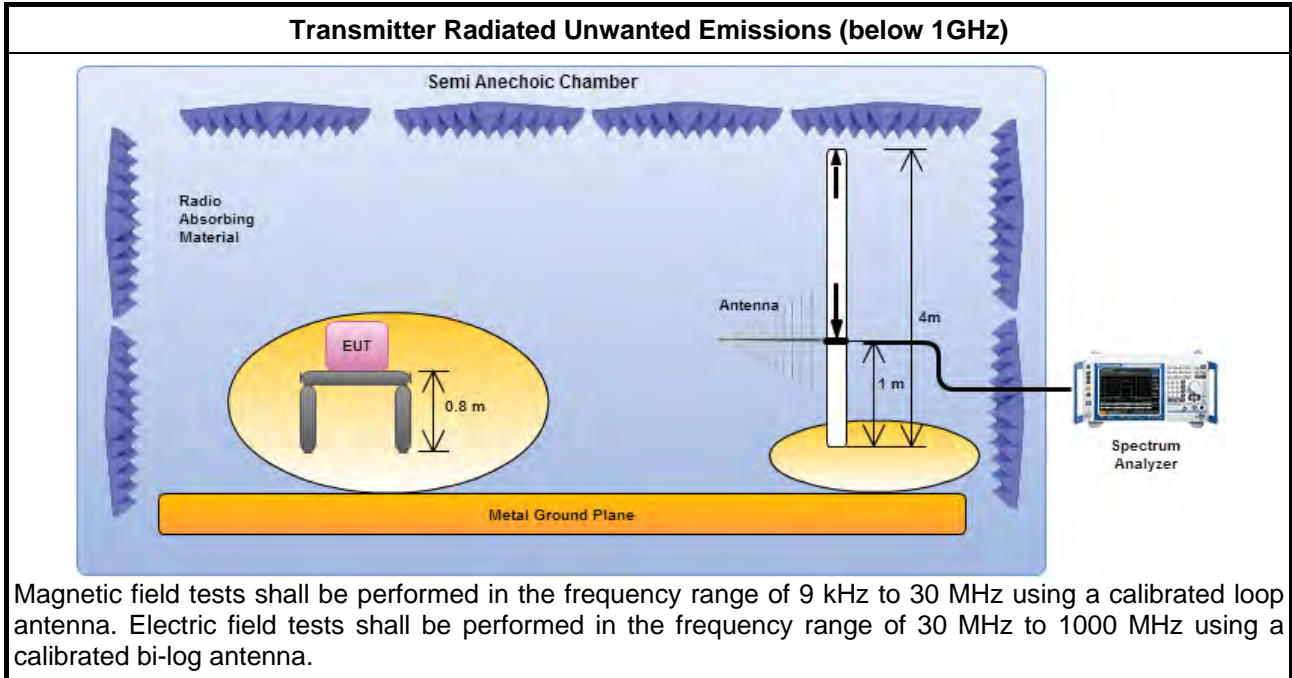 Transmitter Radiated Unwanted Emissions (below 1GHz)
Semi Anechoic Chamber
Radio
Absorbing
Material
Antenna
4m
EUT
1 m
0.8 m
Spectrum
Analyzer
Metal Ground Plane
Magnetic field tests shall be performed in the frequency range of 9 kHz to 30 MHz using a calibrated loop
antenna. Electric field tests shall be performed in the frequency range of 30 MHz to 1000 MHz using a
calibrated bi-log antenna.